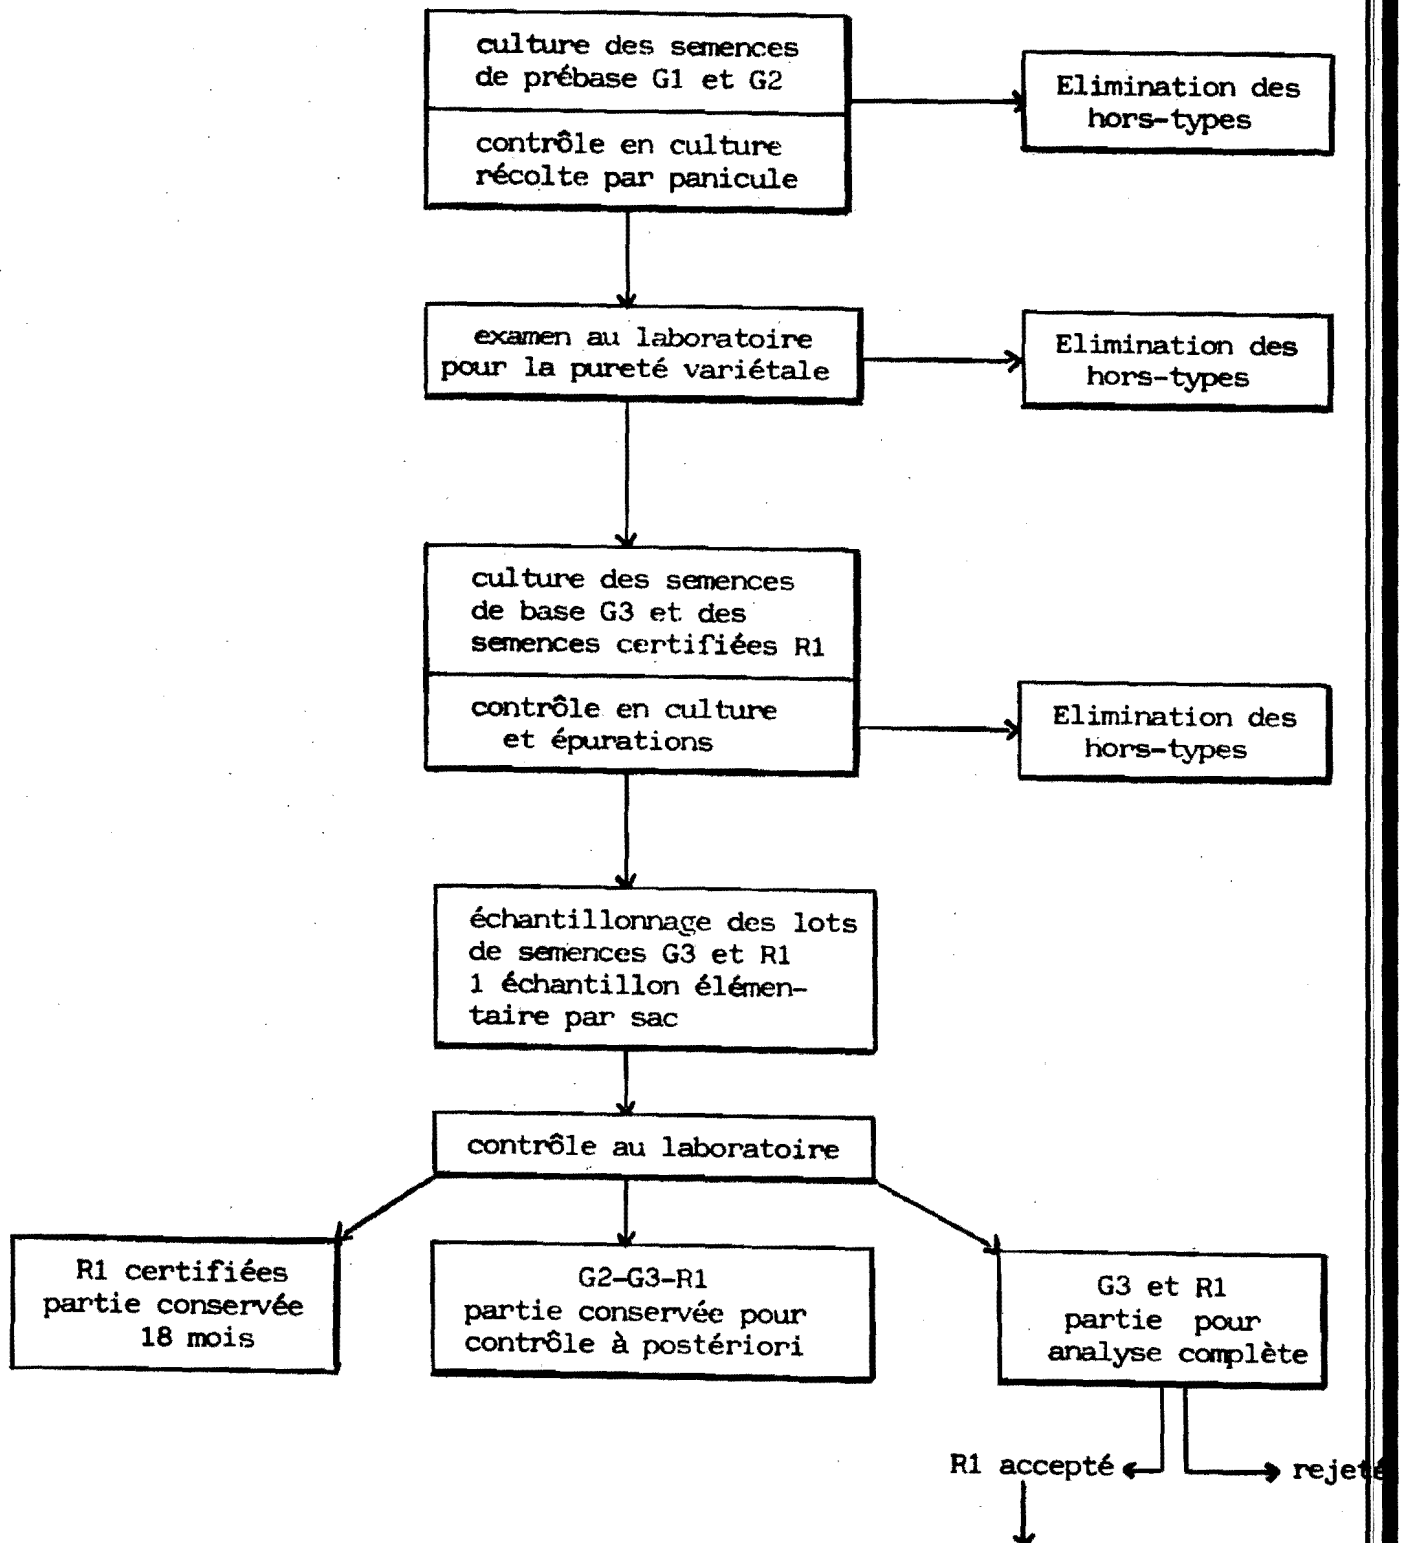 culture des semences
de prébase G1 et G2
contrôle en culture
récolte par panicule
Elimination des
hors-types
examen au laboratoire
pour la pureté variétale
Elimination des
hors-types
culture des semences
de base G3 et des
semences certifiées R1
contrôle en culture
et épurations
Elimination des
hors-types
échantillonnage des lots
de semences G3 et R1
1 échantillon élémen-
taire par sac
contrôle au laboratoire
R1 certifiées
partie conservée
18 mois
G2-G3-R1
partie conservée pour
contrôle à postériori
G3 et R1
partie pour
analyse complète
R1 accepté
rejeté